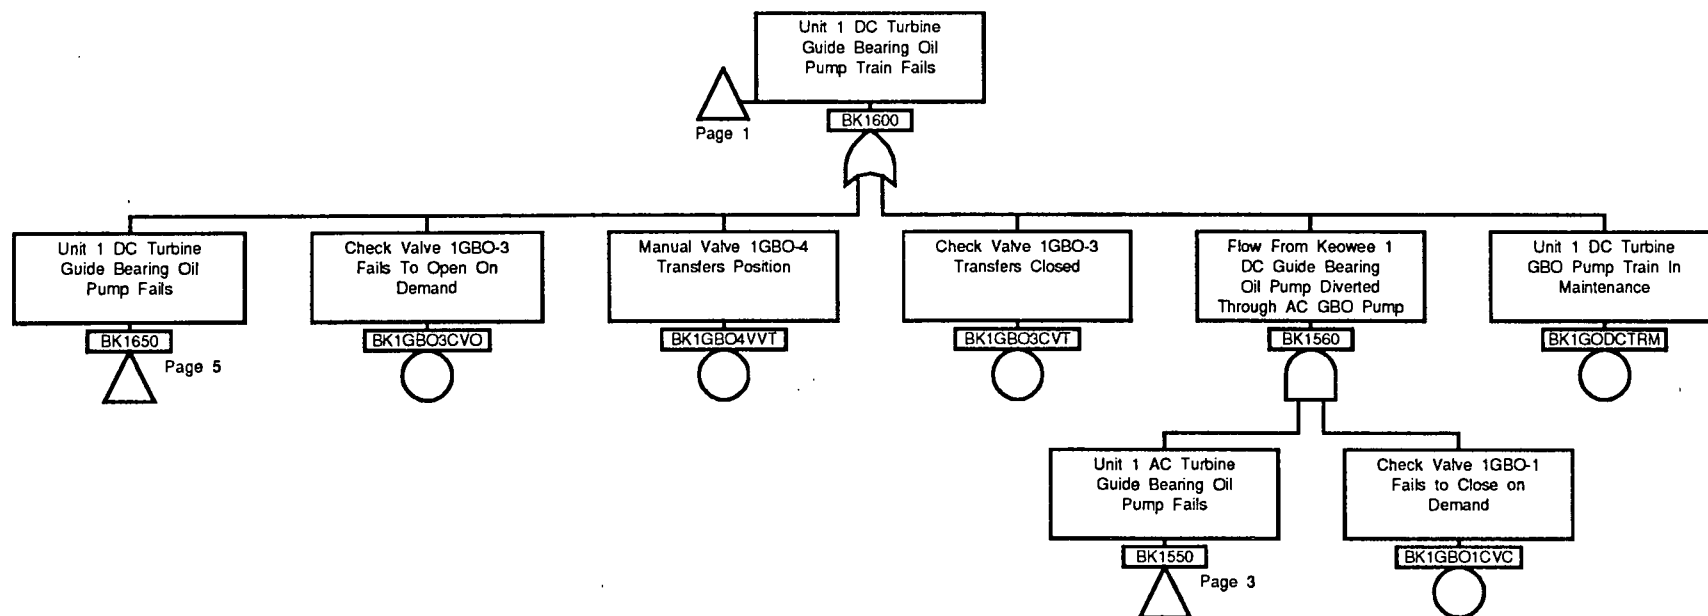 Unit 1 DC Turbine
Guide Bearing Oil
Pump Train Fails
Page 1
BK1600
Unit 1 DC Turbine
Guide Bearing Oil
Pump Fails
BK1650
Page 5
Check Valve 1GBO-3
Fails To Open On
Demand
BK1GBO3CVO
Manual Valve 1GBO-4
Transfers Position
BK1GBO4VVT
Check Valve 1GBO-3
Transfers Closed
BK1GBO3CVT
Flow From Keowee 1
DC Guide Bearing
Oil Pump Diverted
Through AC GBO Pump
BK1560
Unit 1 DC Turbine
GBO Pump Train In
Maintenance
BK1GODCTRM
Unit 1 AC Turbine
Guide Bearing Oil
Pump Fails
BK1550
Page 3
Check Valve 1GBO-1
Fails to Close on
Demand
BK1GBO1CVC